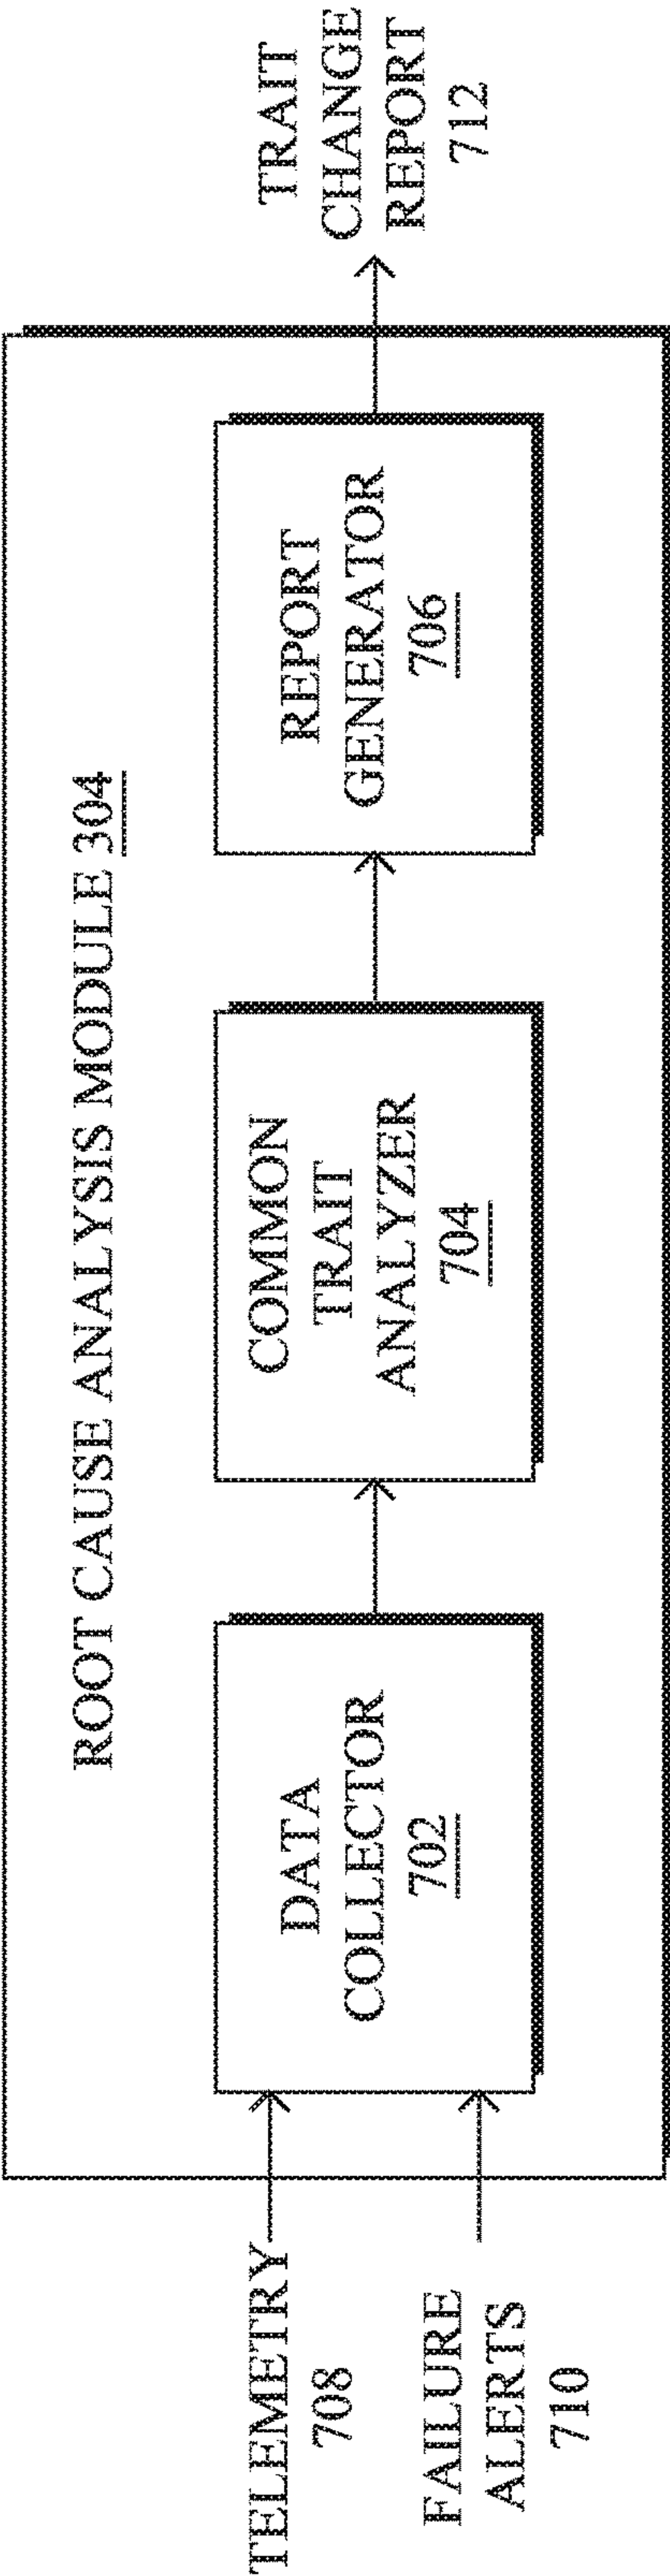 ROOT CAUSE ANALYSIS MODULE 304
TELEMETRY
708
FAILURE
ALERTS
710
DATA
COLLECTOR
702
COMMON
TRAIT
ANALYZER
704
REPORT
GENERATOR
706
TRAIT
CHANGE
REPORT
712